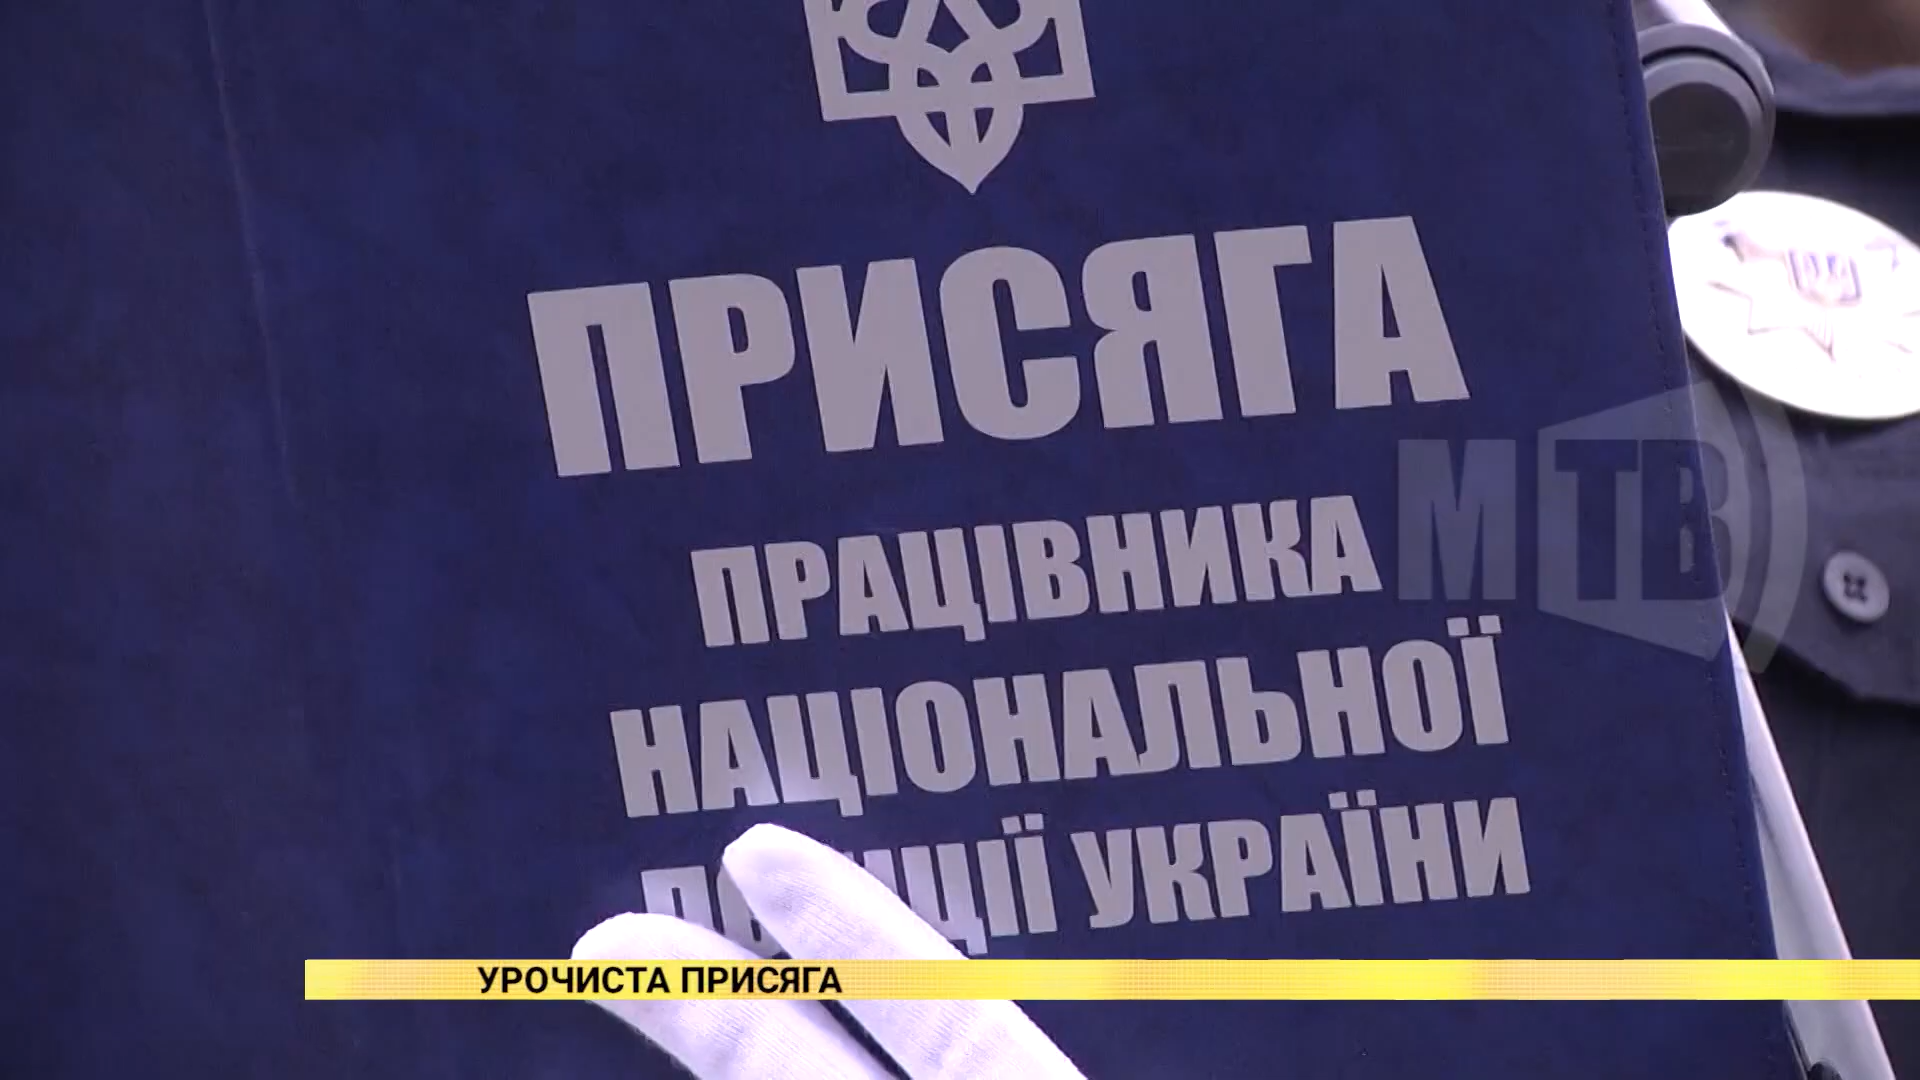 ПРИСЯГА
ПРАЦІВНИКА
НАЦІОНАЛЬНОЇ
УКРАЇНИ
МТВ
УРОЧИСТА ПРИСЯГА